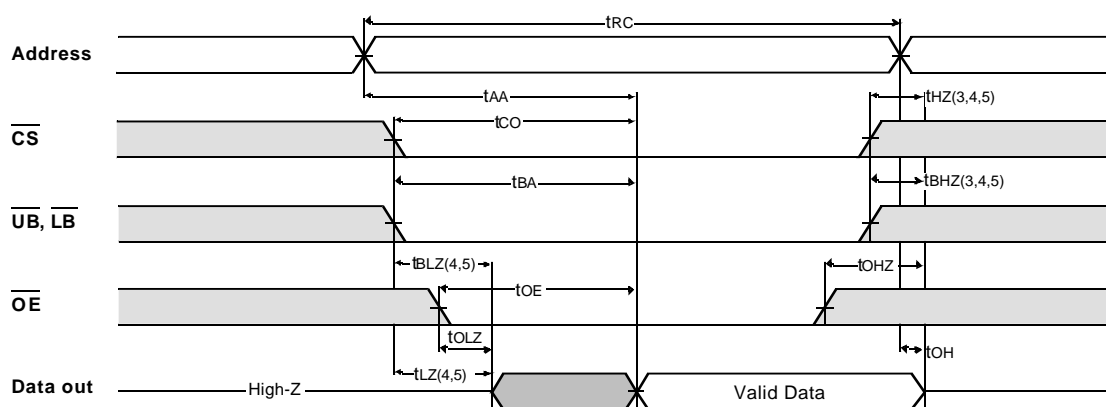 tRC
Address
tAA
tHZ(3,4,5)
CS
tCO
tBA
tBHZ(3,4,5)
UB, LB
tBLZ(4,5)
tOHZ
OE
tOE
tOLZ
tOH
tLZ(4,5)
Data out
High-Z
Valid Data